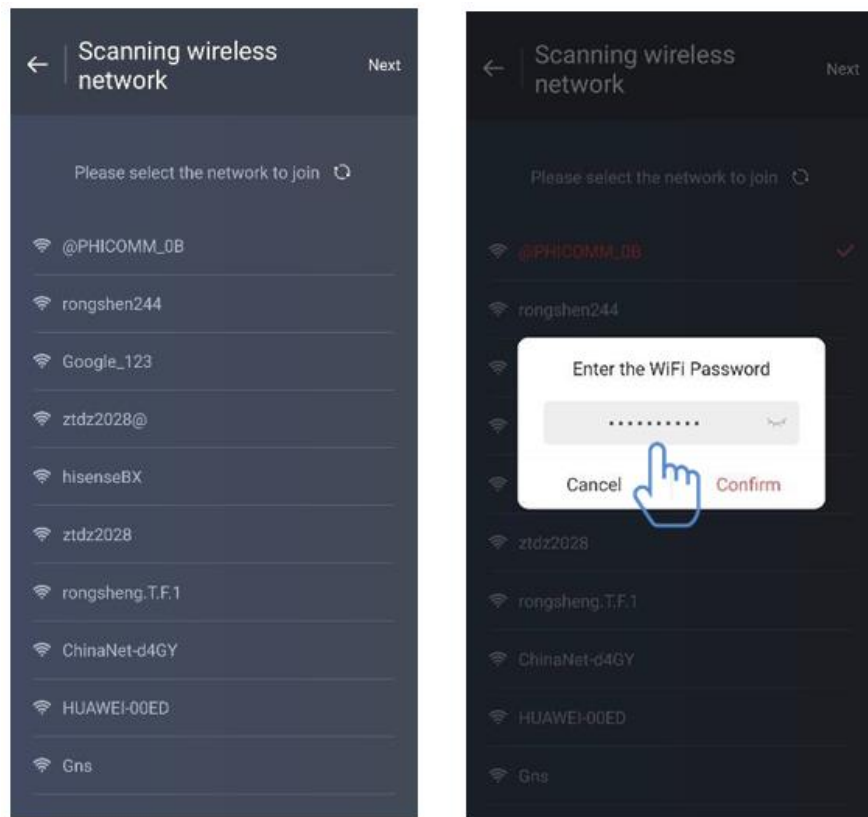 Scanning wireless
network
Next
Please select the network to join
@PHICOMM_0B
rongshen244
Google_123
ztdz2028@
hisenseBX
ztdz2028
rongsheng.T.F.1
ChinaNet-d4GY
HUAWEI-00ED
Gns
Scanning wireless
network
Next
Please select the network to join
@PHICOMM_0B
rongshen244
Enter the WiFi Password
••••••••••
Cancel
Confirm
ztdz2028
rongsheng.T.F.1
ChinaNet-d4GY
HUAWEI-00ED
Gns